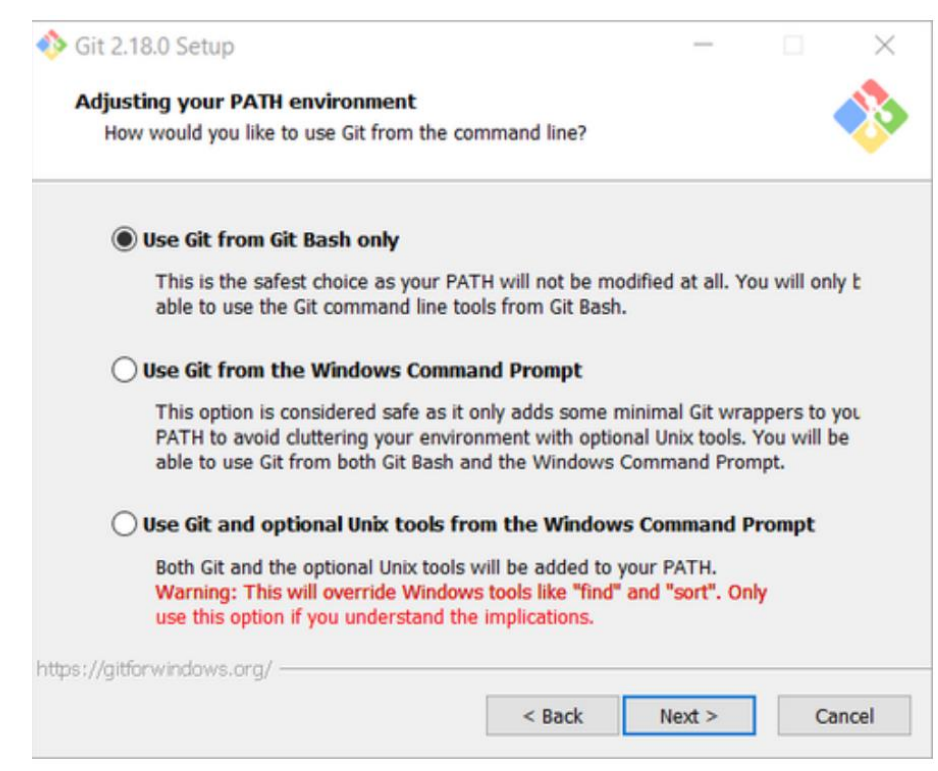 Git 2.18.0 Setup
Adjusting your PATH environment
How would you like to use Git from the command line?
Use Git from Git Bash only
This is the safest choice as your PATH will not be modified at all. You will only b
able to use the Git command line tools from Git Bash.
Use Git from the Windows Command Prompt
This option is considered safe as it only adds some minimal Git wrappers to you
PATH to avoid cluttering your environment with optional Unix tools. You will be
able to use Git from both Git Bash and the Windows Command Prompt.
Use Git and optional Unix tools from the Windows Command Prompt
Both Git and the optional Unix tools will be added to your PATH.
Warning: This will override Windows tools like "find" and "sort". Only
use this option if you understand the implications.
https://gitforwindows.org/
< Back Next > Cancel